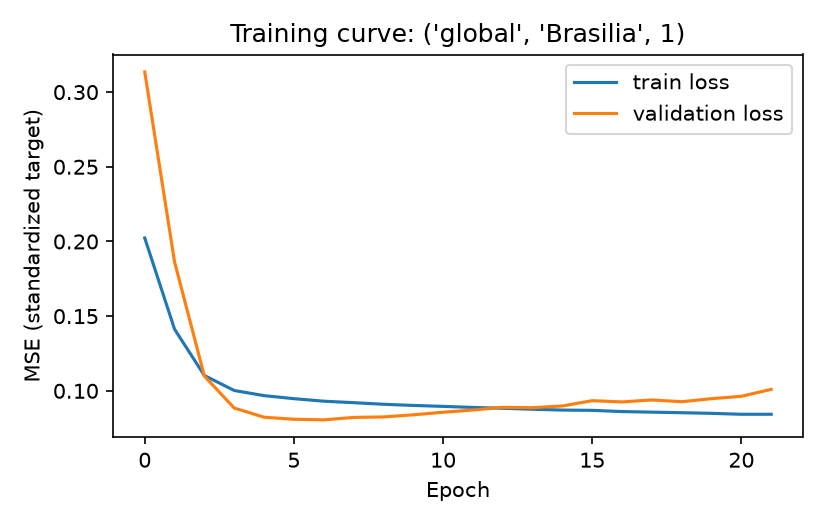 Training curve: ('global', 'Brasilia', 1)
train loss
validation loss
MSE (standardized target)
0.30
0.25
0.20
0.15
0.10
0 5 10 15 20
Epoch